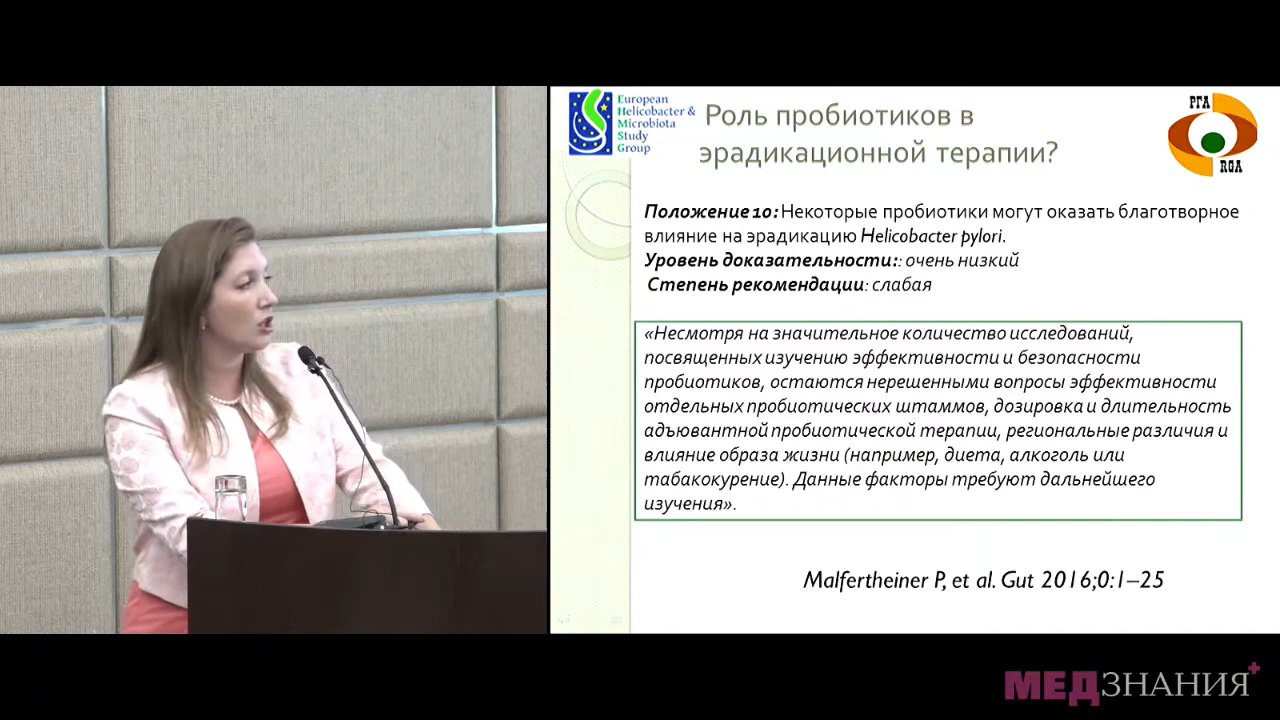 European
Helicobacter &
Microbiota
Study
Group
Роль пробиотиков в
эрадикационной терапии?
РГА
RGA
Положение 10: Некоторые пробиотики могут оказать благотворное
влияние на эрадикацию Helicobacter pylori.
Уровень доказательности:: очень низкий
Степень рекомендации: слабая
«Несмотря на значительное количество исследований,
посвященных изучению эффективности и безопасности
пробиотиков, остаются нерешенными вопросы эффективности
отдельных пробиотических штаммов, дозировка и длительность
адъювантной пробиотической терапии, региональные различия и
влияние образа жизни (например, диета, алкоголь или
табакокурение). Данные факторы требуют дальнейшего
изучения».
Malfertheiner P, et al. Gut 2016;0:1–25
МЕДЗНАНИЯ+